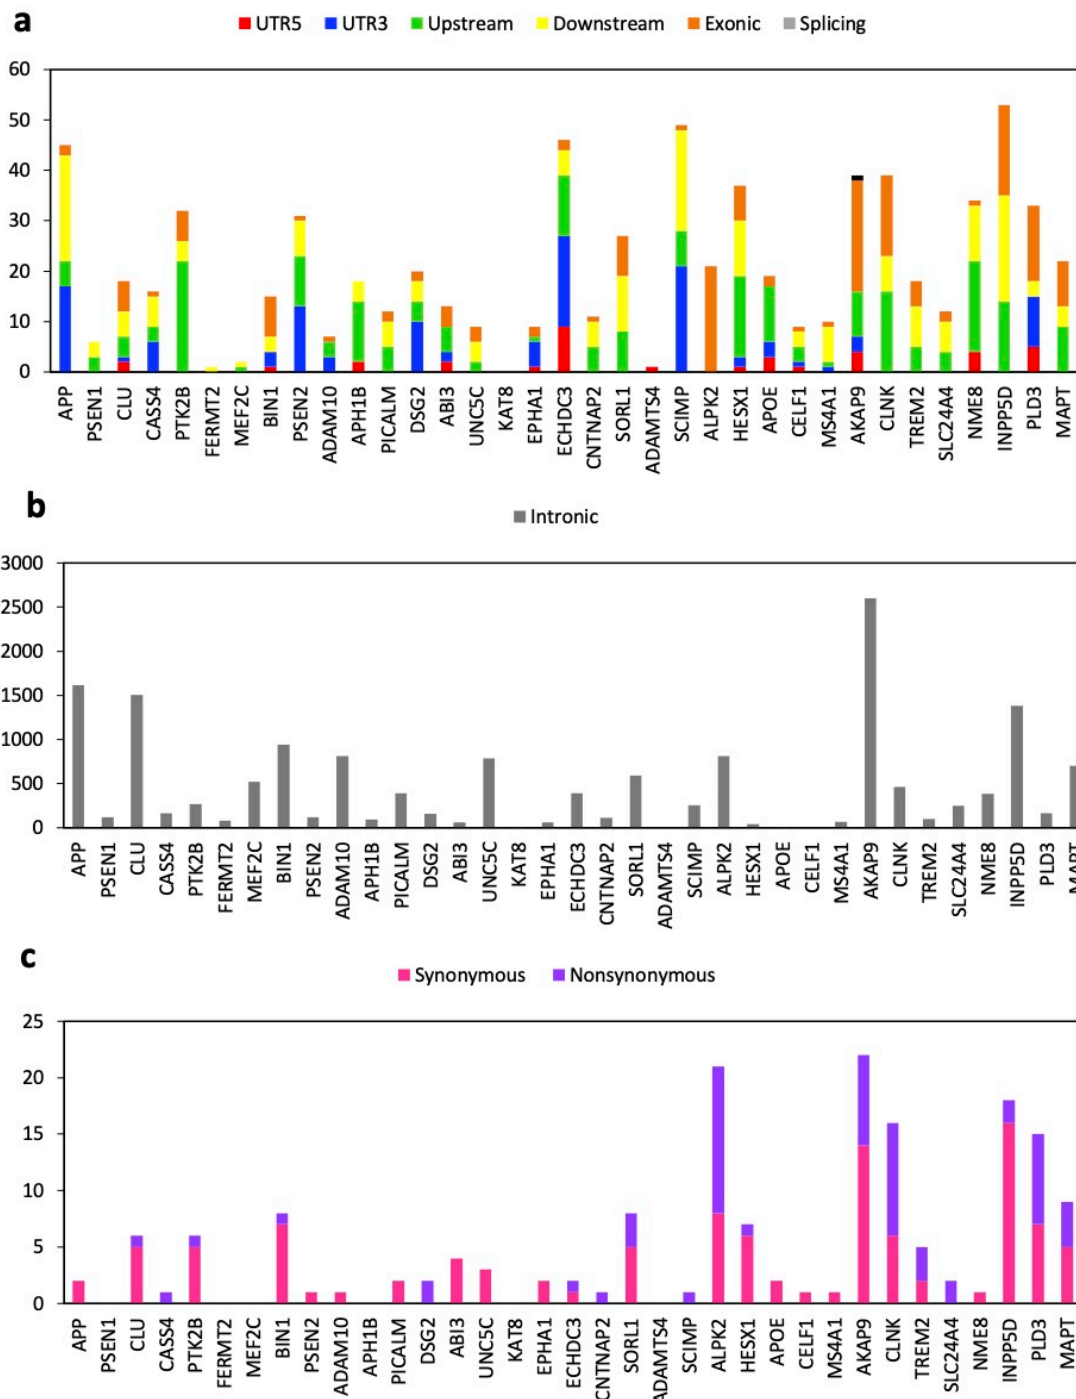 a
UTR5 UTR3 Upstream Downstream Exonic Splicing
60
50
40
30
20
10
0
APP PSEN1 CLU CASS4 PTK2B FERMT2 MEF2C BIN1 PSEN2 ADAM10 APH1B PICALM DSG2 ABI3 UNC5C KAT8 EPHA1 ECHDC3 CNTNAP2 SORL1 ADAMTS4 SCIMP ALPK2 HESX1 APOE CELF1 MS4A1 AKAP9 CLNK TREM2 SLC24A4 NME8 INPP5D PLD3 MAPT
b
Intronic
3000
2500
2000
1500
1000
500
0
APP PSEN1 CLU CASS4 PTK2B FERMT2 MEF2C BIN1 PSEN2 ADAM10 APH1B PICALM DSG2 ABI3 UNC5C KAT8 EPHA1 ECHDC3 CNTNAP2 SORL1 ADAMTS4 SCIMP ALPK2 HESX1 APOE CELF1 MS4A1 AKAP9 CLNK TREM2 SLC24A4 NME8 INPP5D PLD3 MAPT
c
Synonymous Nonsynonymous
25
20
15
10
5
0
APP PSEN1 CLU CASS4 PTK2B FERMT2 MEF2C BIN1 PSEN2 ADAM10 APH1B PICALM DSG2 ABI3 UNC5C KAT8 EPHA1 ECHDC3 CNTNAP2 SORL1 ADAMTS4 SCIMP ALPK2 HESX1 APOE CELF1 MS4A1 AKAP9 CLNK TREM2 SLC24A4 NME8 INPP5D PLD3 MAPT